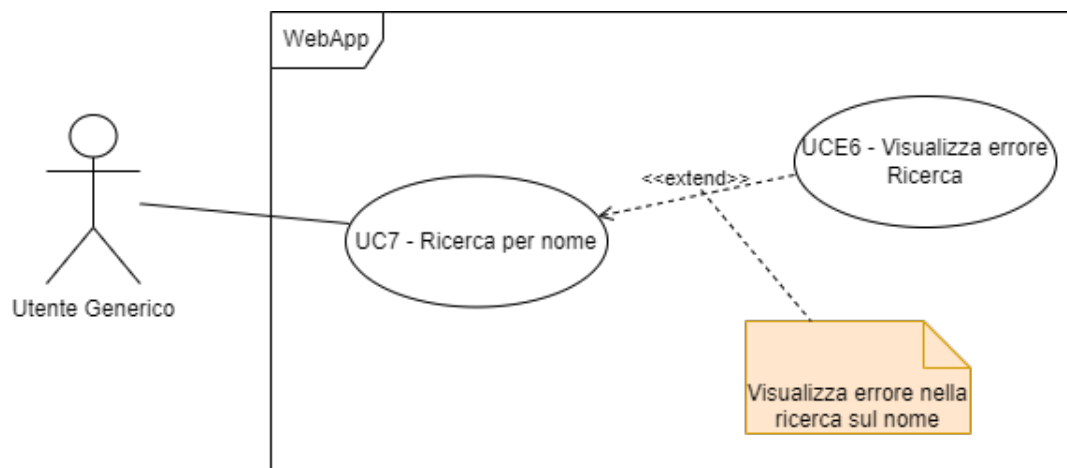 WebApp
UCE6 - Visualizza errore
Ricerca
<<extend>>
UC7 - Ricerca per nome
Utente Generico
Visualizza errore nella
ricerca sul nome